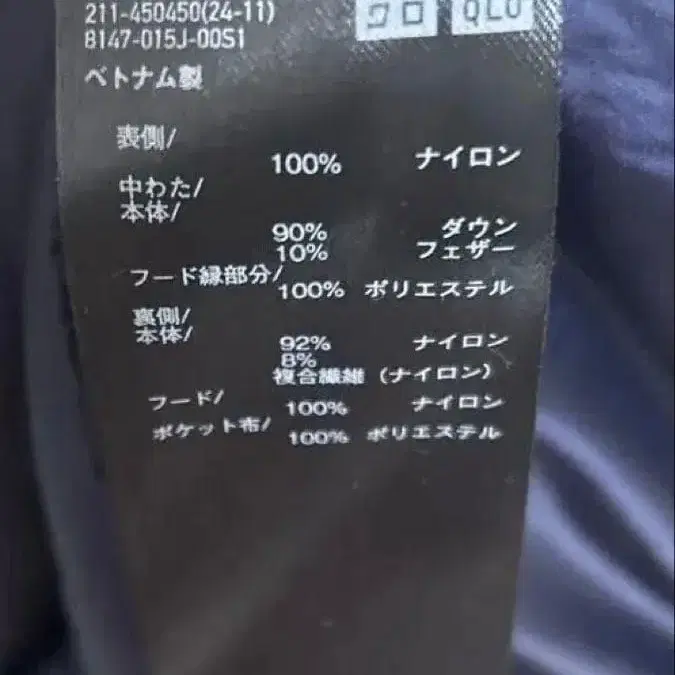 211-450450(24-11)
8147-015J-00S1
ベトナム製
表側/
100% ナイロン
中わた/
本体/
90% ダウン
10% フェザー
フード縁部分/
100% ポリエステル
裏側/
本体/
92% ナイロン
8%
複合繊維(ナイロン)
フード/
100% ナイロン
ポケット布/
100% ポリエステル
クロ QLO